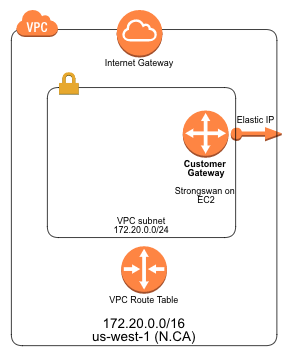 VPC
Internet Gateway
Elastic IP
Customer
Gateway
Strongswan on
EC2
VPC subnet
172.20.0.0/24
VPC Route Table
172.20.0.0/16
us-west-1 (N.CA)